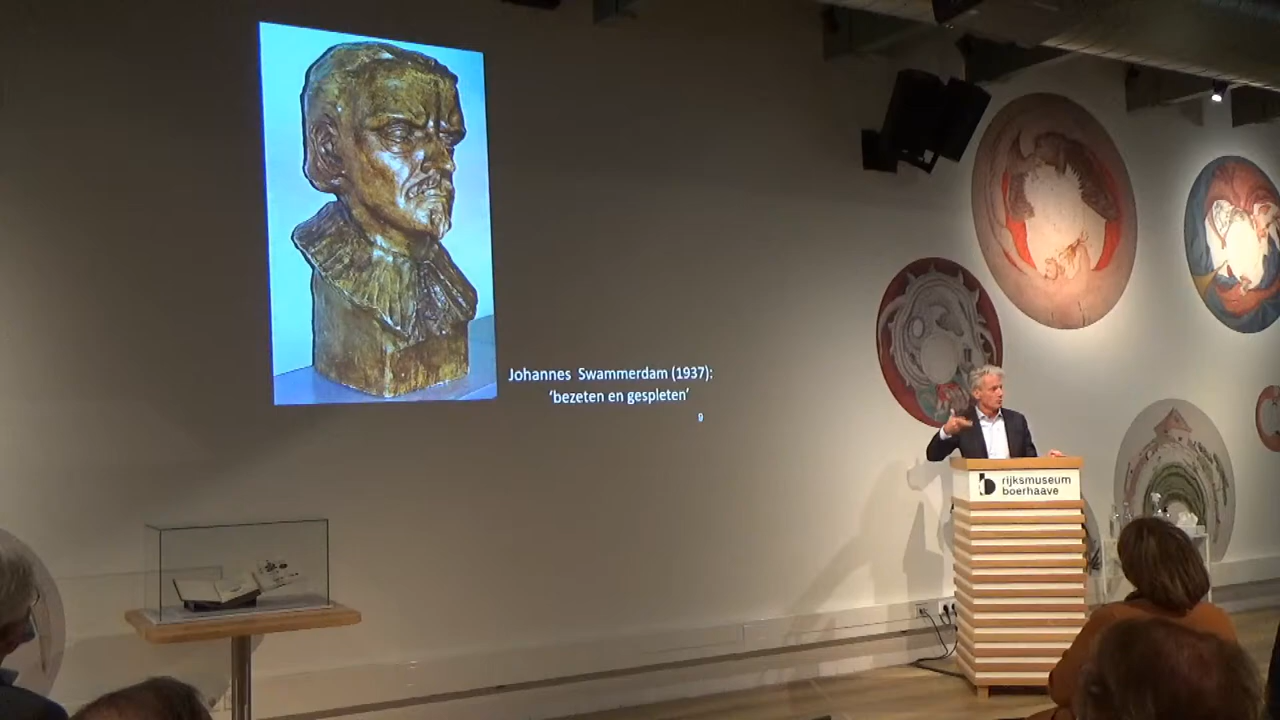 Johannes Swammerdam (1937):
‘bezeten en gespleten’
9
rijksmuseum
boerhaave